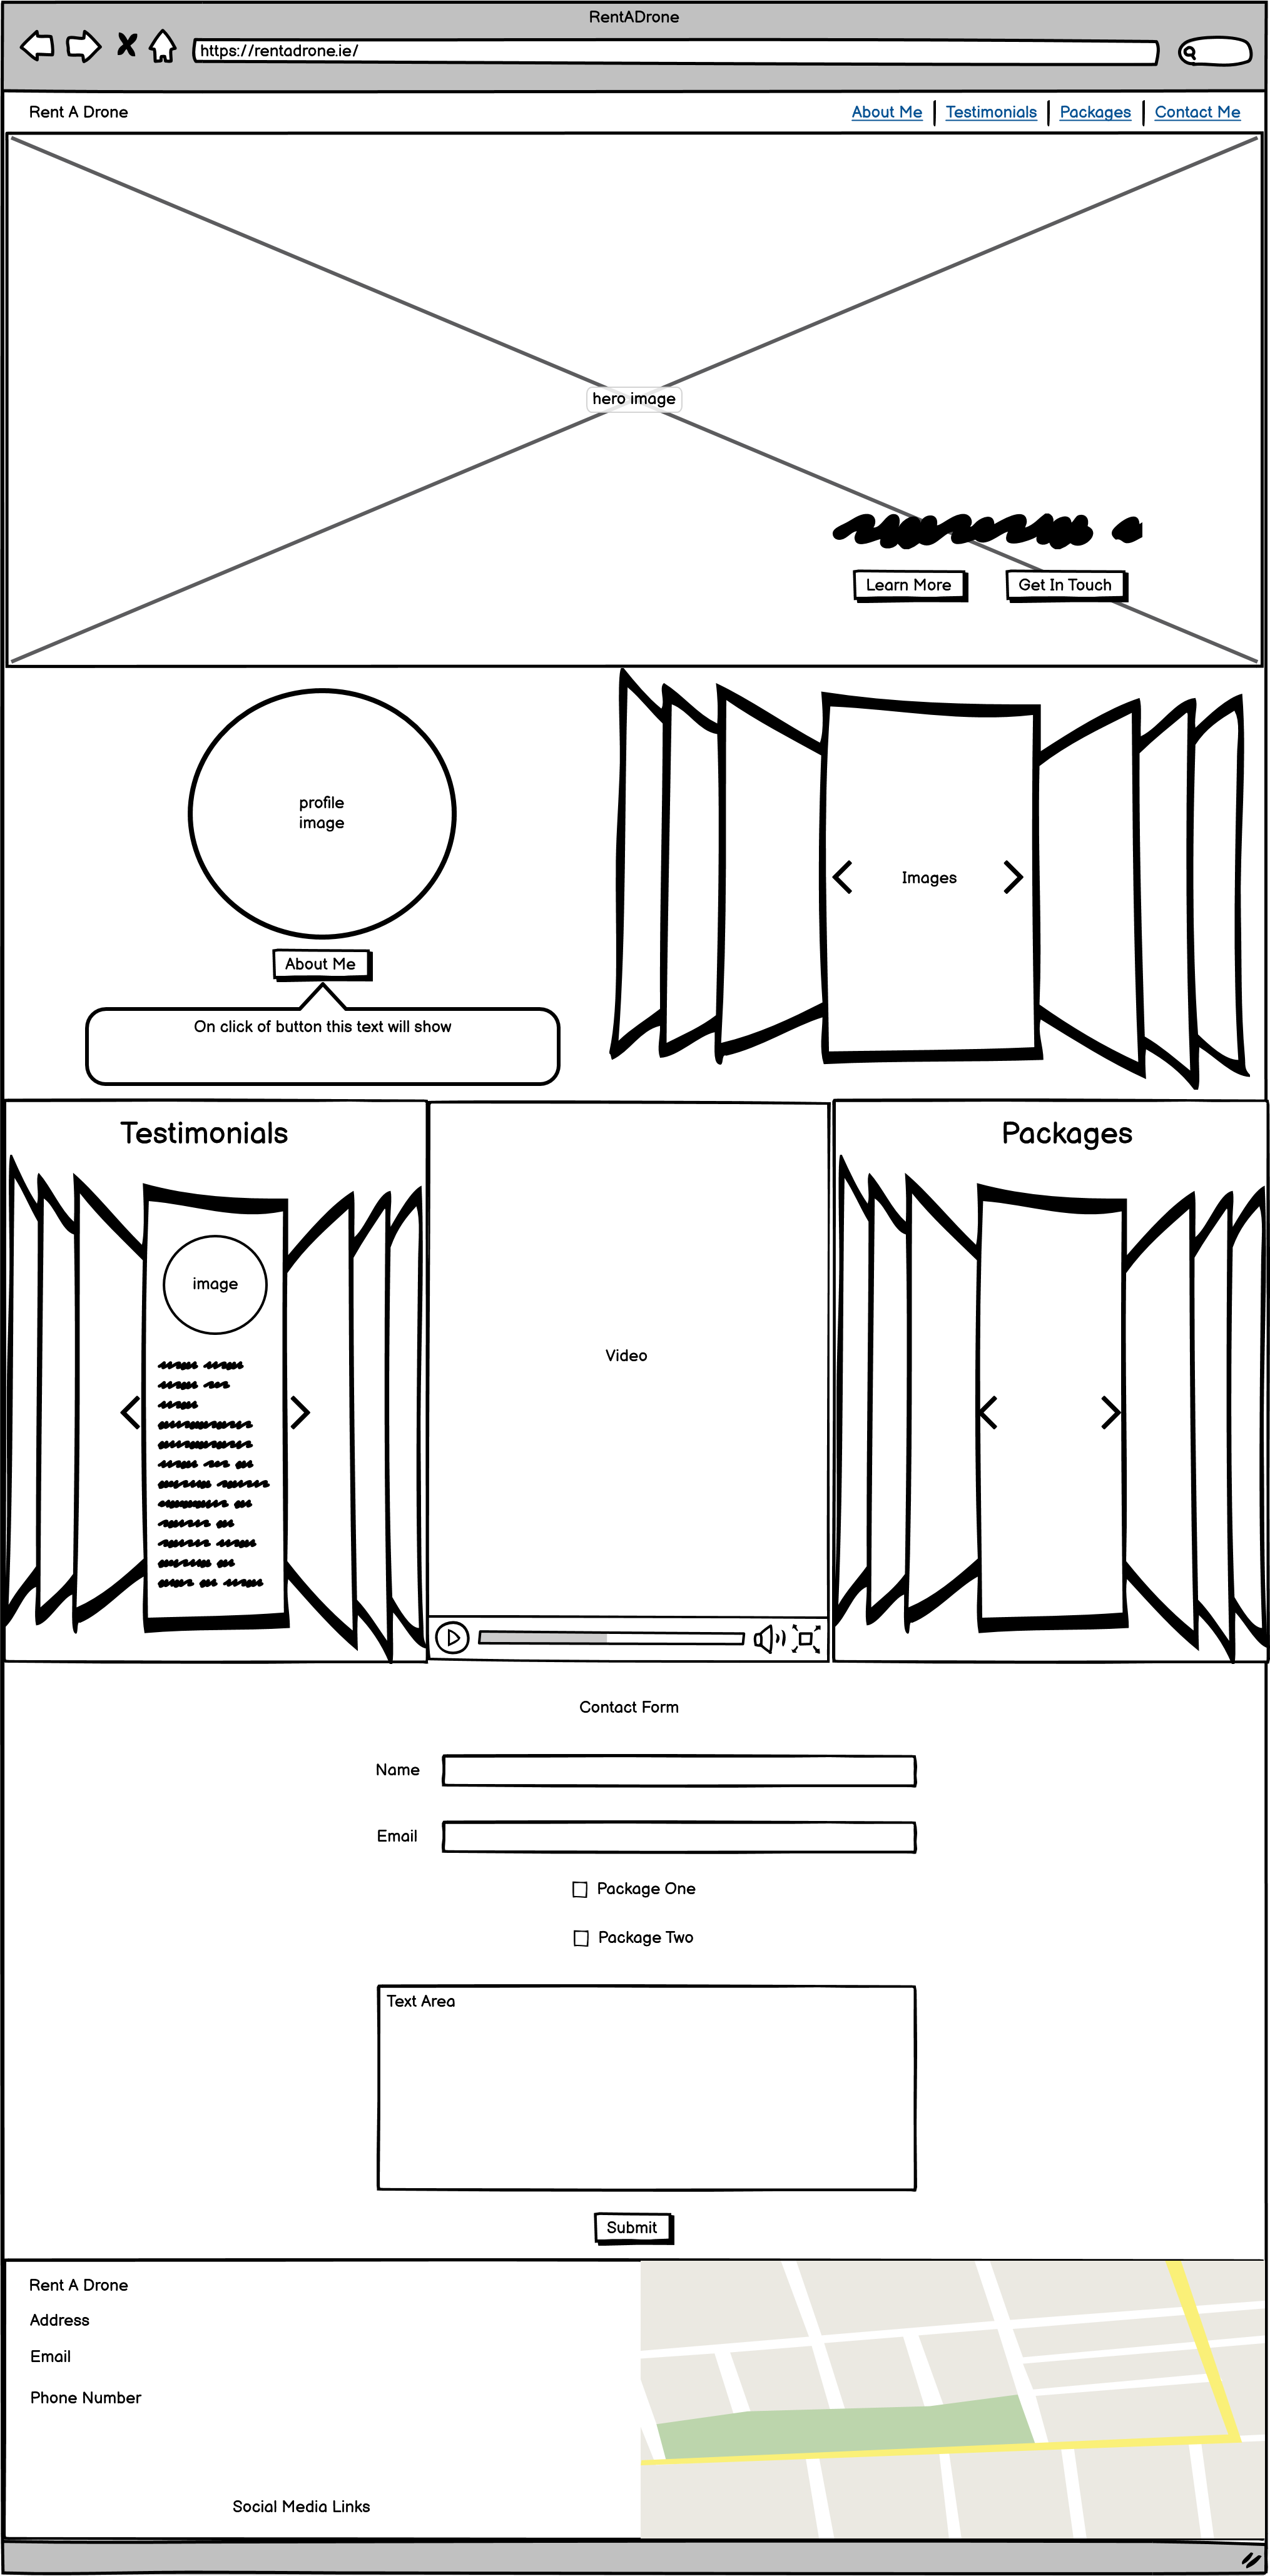 RentADrone
https://rentadrone.ie/
Rent A Drone
About Me
Testimonials
Packages
Contact Me
hero image
Learn More
Get In Touch
profile
image
About Me
On click of button this text will show
Images
Testimonials
image
Video
Packages
Contact Form
Name
Email
Package One
Package Two
Text Area
Submit
Rent A Drone
Address
Email
Phone Number
Social Media Links